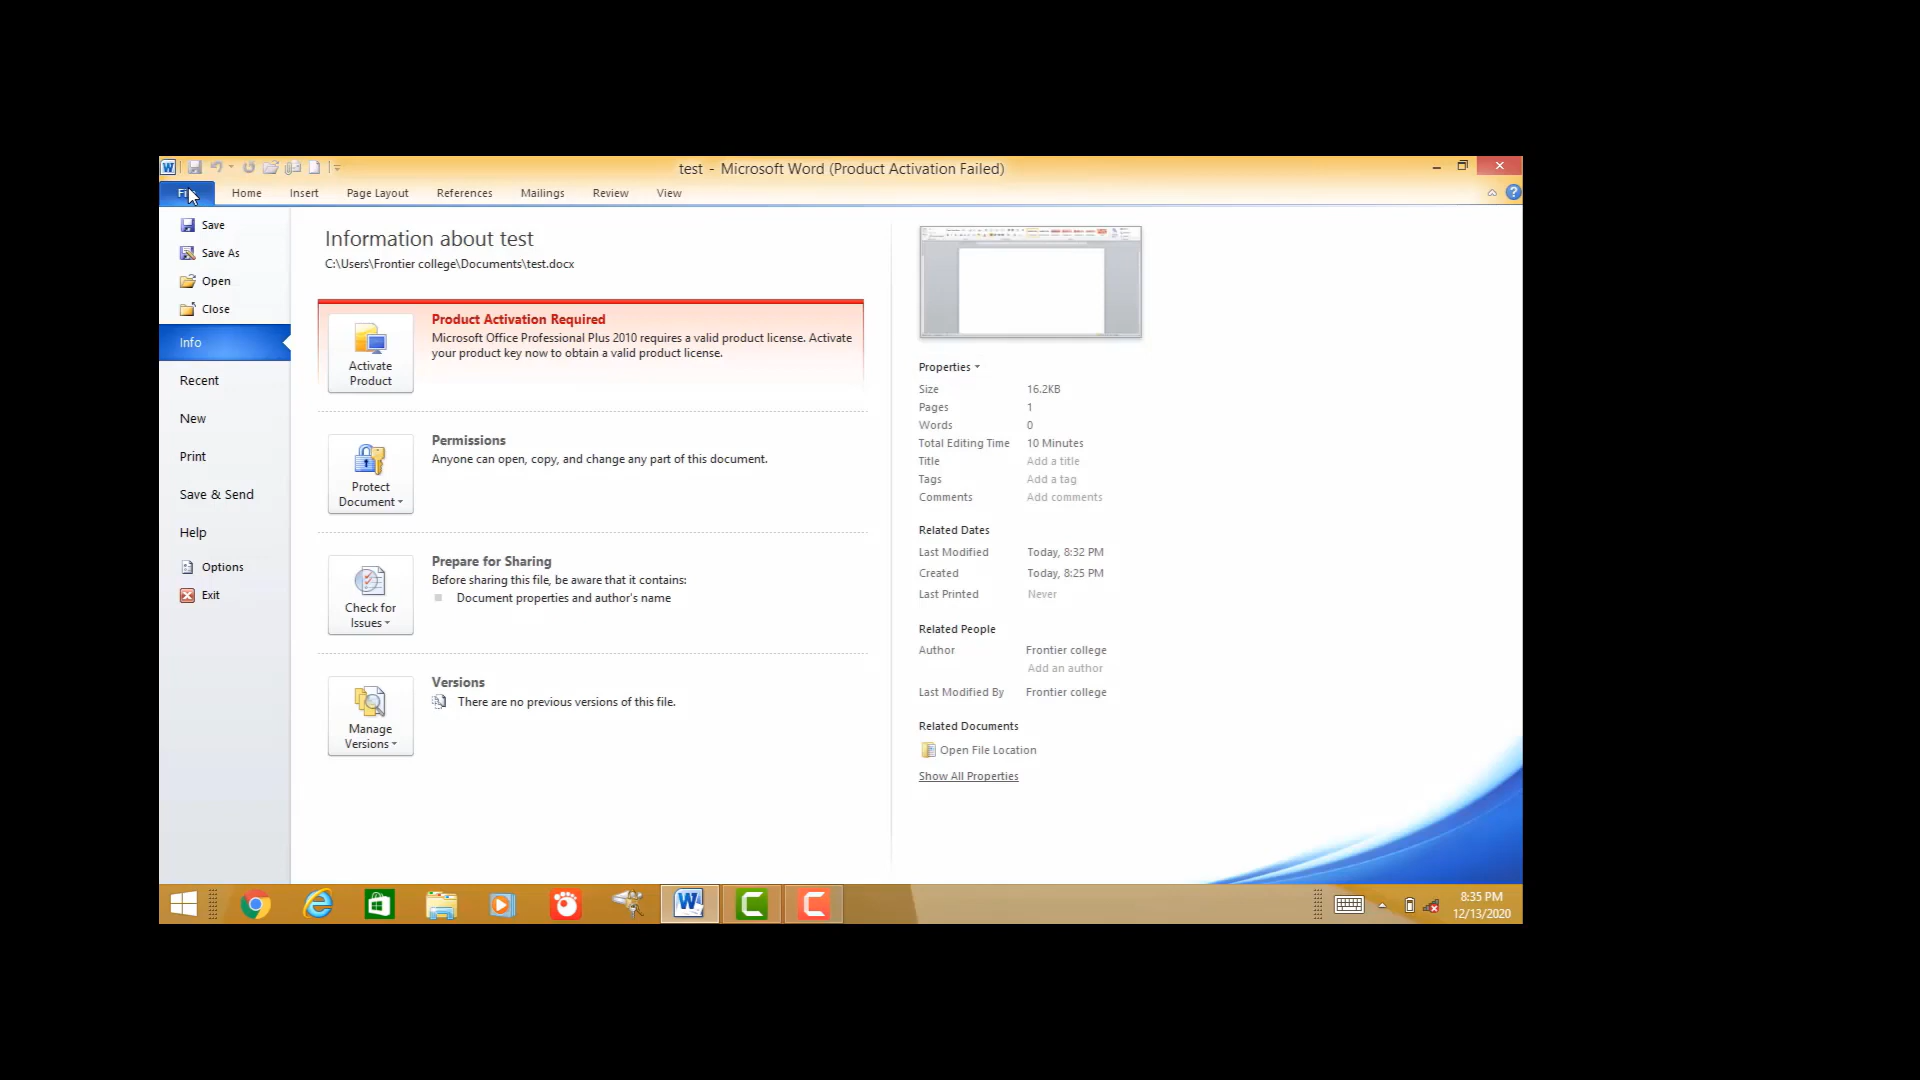 test - Microsoft Word (Product Activation Failed)
File Home Insert Page Layout References Mailings Review View
Save
Save As
Open
Close
Info
Recent
New
Print
Save & Send
Help
Options
Exit
Information about test
C:\Users\Frontier college\Documents\test.docx
Activate
Product
Product Activation Required
Microsoft Office Professional Plus 2010 requires a valid product license. Activate
your product key now to obtain a valid product license.
Protect
Document
Permissions
Anyone can open, copy, and change any part of this document.
Check for
Issues
Prepare for Sharing
Before sharing this file, be aware that it contains:
Document properties and author's name
Manage
Versions
Versions
There are no previous versions of this file.
Properties
Size 16.2KB
Pages 1
Words 0
Total Editing Time 10 Minutes
Title Add a title
Tags Add a tag
Comments Add comments
Related Dates
Last Modified Today, 8:32 PM
Created Today, 8:25 PM
Last Printed Never
Related People
Author Frontier college
Add an author
Last Modified By Frontier college
Related Documents
Open File Location
Show All Properties
8:35 PM
12/13/2020